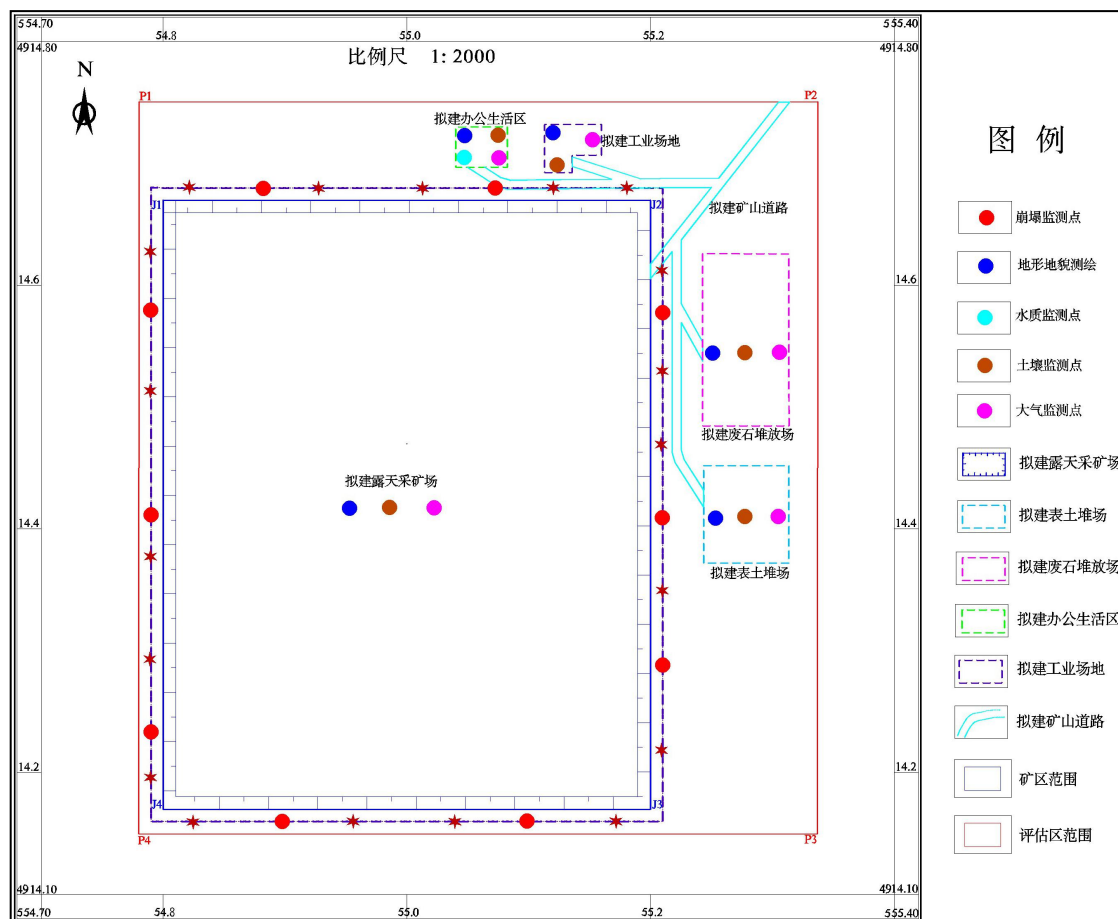 554.70
54.8
55.0
55.2
555.40
4914.80
4914.80
比例尺 1: 2000
N
P1
P2
拟建办公生活区
拟建工业场地
J1
J2
拟建矿山道路
14.6
14.6
拟建废石堆放场
拟建露天采矿场
14.4
14.4
拟建表土堆场
14.2
14.2
J4
J3
P4
P3
4914.10
4914.10
554.70
54.8
55.0
55.2
555.40
图 例
崩塌监测点
地形地貌测绘
水质监测点
土壤监测点
大气监测点
拟建露天采矿场
拟建表土堆场
拟建废石堆放场
拟建办公生活区
拟建工业场地
拟建矿山道路
矿区范围
评估区范围